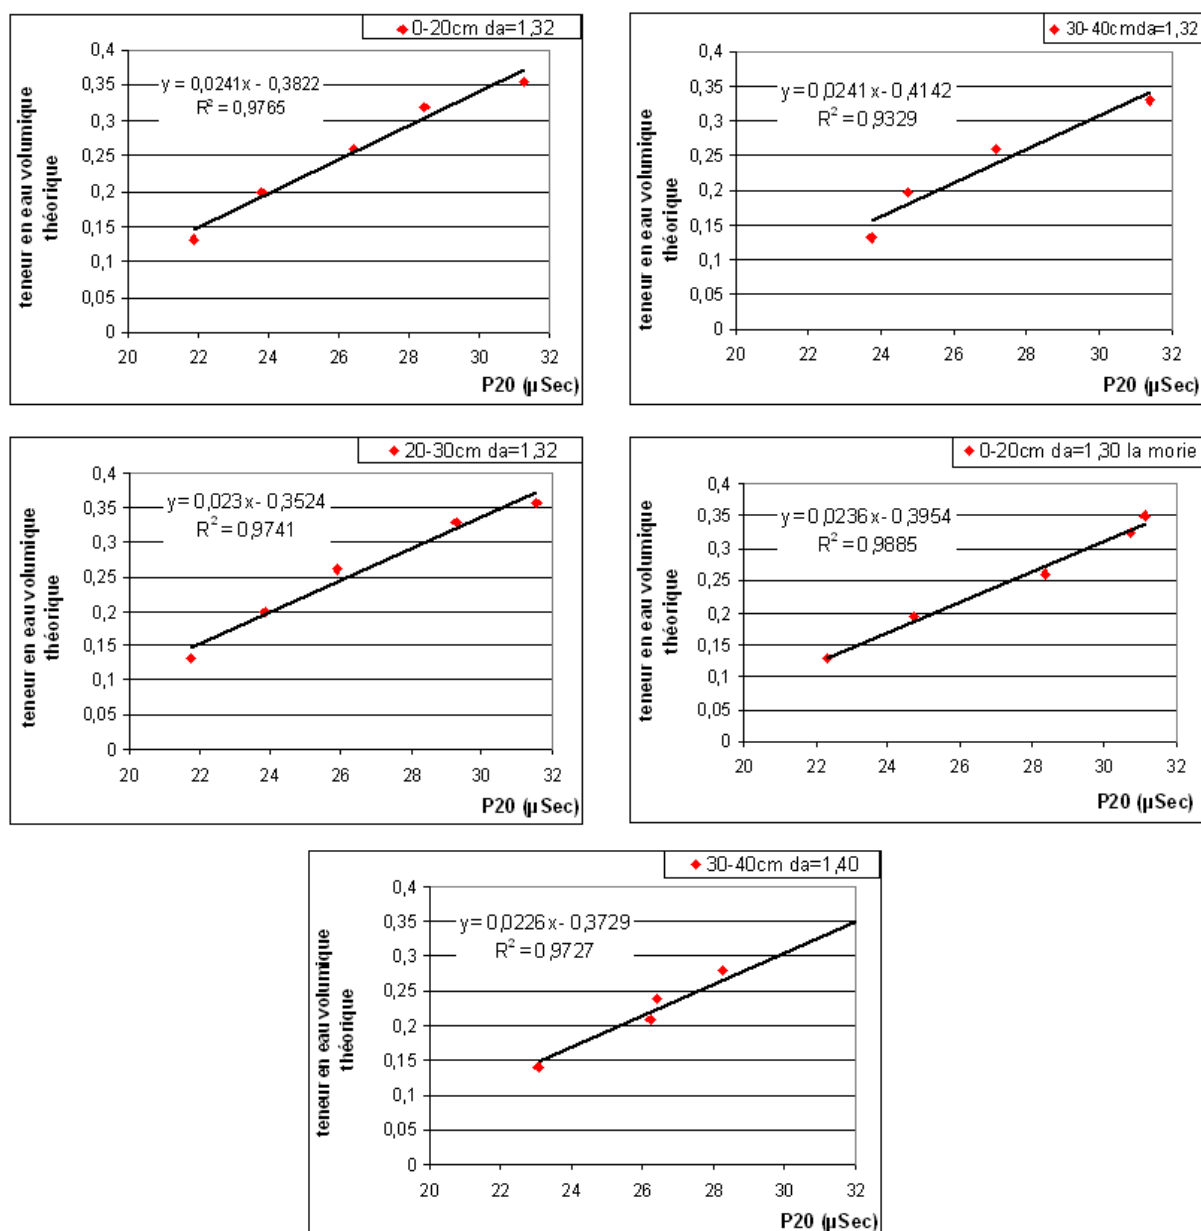 0-20cm da=1,32
0,4
0,35
0,3
0,25
0,2
0,15
0,1
0,05
0
y = 0,0241x - 0,3822
R² = 0,9765
teneur en eau volumique
théorique
20 22 24 26 28 30 32
P20 (µSec)
30-40cmda=1,32
0,4
0,35
0,3
0,25
0,2
0,15
0,1
0,05
0
y = 0,0241x - 0,4142
R² = 0,9329
teneur en eau volumique
théorique
20 22 24 26 28 30 32
P20 (µSec)
20-30cm da=1,32
0,4
0,35
0,3
0,25
0,2
0,15
0,1
0,05
0
y = 0,023x - 0,3524
R² = 0,9741
teneur en eau volumique
théorique
20 22 24 26 28 30 32
P20 (µSec)
0-20cm da=1,30 la morie
0,4
0,35
0,3
0,25
0,2
0,15
0,1
0,05
0
y = 0,0236x - 0,3954
R² = 0,9885
teneur en eau volumique
théorique
20 22 24 26 28 30 32
P20 (µSec)
30-40cm da=1,40
0,4
0,35
0,3
0,25
0,2
0,15
0,1
0,05
0
y = 0,0226x - 0,3729
R² = 0,9727
teneur en eau volumique
théorique
20 22 24 26 28 30 32
P20 (µSec)